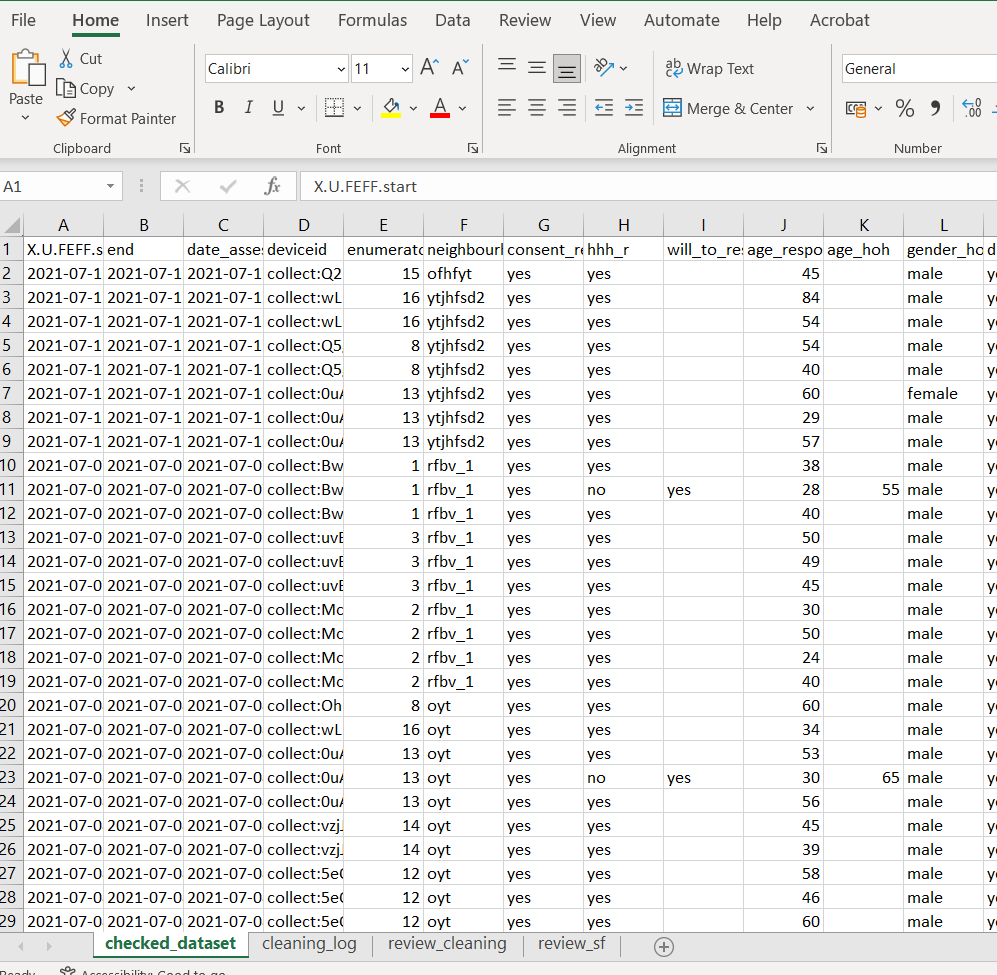 File Home Insert Page Layout Formulas Data Review View Automate Help Acrobat
Paste
Cut
Copy
Format Painter
Clipboard
Calibri 11 A A
B I U A
Font
ab Wrap Text
Merge & Center
Alignment
General
% , .00
Number
A1 fx X.U.FEFF.start
A B C D E F G H I J K L
1 X.U.FEFF.s end date_asses deviceid enumerato neighbourh consent_re hhh_r will_to_res age_respo age_hoh gender_ho d
2 2021-07-1 2021-07-1 2021-07-1 collect:Q2 15 ofhfyt yes yes 45 male
3 2021-07-1 2021-07-1 2021-07-1 collect:wL 16 ytjhfsd2 yes yes 84 male
4 2021-07-1 2021-07-1 2021-07-1 collect:wL 16 ytjhfsd2 yes yes 54 male
5 2021-07-1 2021-07-1 2021-07-1 collect:Q5 8 ytjhfsd2 yes yes 54 male
6 2021-07-1 2021-07-1 2021-07-1 collect:Q5 8 ytjhfsd2 yes yes 40 male
7 2021-07-1 2021-07-1 2021-07-1 collect:0uA 13 ytjhfsd2 yes yes 60 female
8 2021-07-1 2021-07-1 2021-07-1 collect:0uA 13 ytjhfsd2 yes yes 29 male
9 2021-07-1 2021-07-1 2021-07-1 collect:0uA 13 ytjhfsd2 yes yes 57 male
10 2021-07-0 2021-07-0 2021-07-0 collect:Bw 1 rfbv_1 yes yes 38 male
11 2021-07-0 2021-07-0 2021-07-0 collect:Bw 1 rfbv_1 yes no yes 28 55 male
12 2021-07-0 2021-07-0 2021-07-0 collect:Bw 1 rfbv_1 yes yes 40 male
13 2021-07-0 2021-07-0 2021-07-0 collect:uvE 3 rfbv_1 yes yes 50 male
14 2021-07-0 2021-07-0 2021-07-0 collect:uvE 3 rfbv_1 yes yes 49 male
15 2021-07-0 2021-07-0 2021-07-0 collect:uvE 3 rfbv_1 yes yes 45 male
16 2021-07-0 2021-07-0 2021-07-0 collect:Mc 2 rfbv_1 yes yes 30 male
17 2021-07-0 2021-07-0 2021-07-0 collect:Mc 2 rfbv_1 yes yes 50 male
18 2021-07-0 2021-07-0 2021-07-0 collect:Mc 2 rfbv_1 yes yes 24 male
19 2021-07-0 2021-07-0 2021-07-0 collect:Mc 2 rfbv_1 yes yes 40 male
20 2021-07-0 2021-07-0 2021-07-0 collect:Oh 8 oyt yes yes 60 male
21 2021-07-0 2021-07-0 2021-07-0 collect:wL 16 oyt yes yes 34 male
22 2021-07-0 2021-07-0 2021-07-0 collect:0uA 13 oyt yes yes 53 male
23 2021-07-0 2021-07-0 2021-07-0 collect:0uA 13 oyt yes no yes 30 65 male
24 2021-07-0 2021-07-0 2021-07-0 collect:0uA 13 oyt yes yes 56 male
25 2021-07-0 2021-07-0 2021-07-0 collect:vzj 14 oyt yes yes 45 male
26 2021-07-0 2021-07-0 2021-07-0 collect:vzj 14 oyt yes yes 39 male
27 2021-07-0 2021-07-0 2021-07-0 collect:5e 12 oyt yes yes 58 male
28 2021-07-0 2021-07-0 2021-07-0 collect:5e 12 oyt yes yes 46 male
29 2021-07-0 2021-07-0 2021-07-0 collect:5e 12 oyt yes yes 60 male
checked_dataset cleaning_log review_cleaning review_sf
Ready Accessibility: Good to go